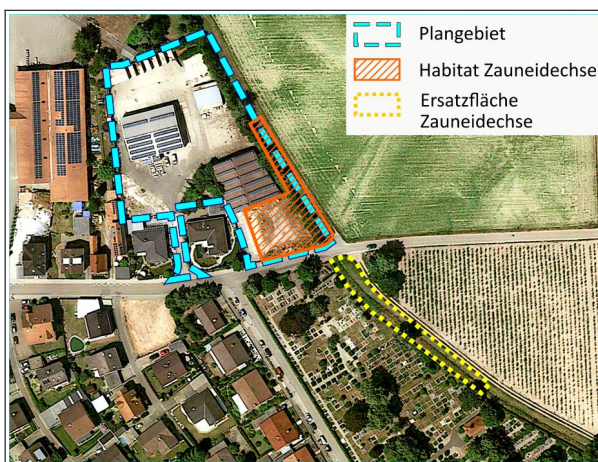 Plangebiet
Habitat Zauneidechse
Ersatzfläche
Zauneidechse